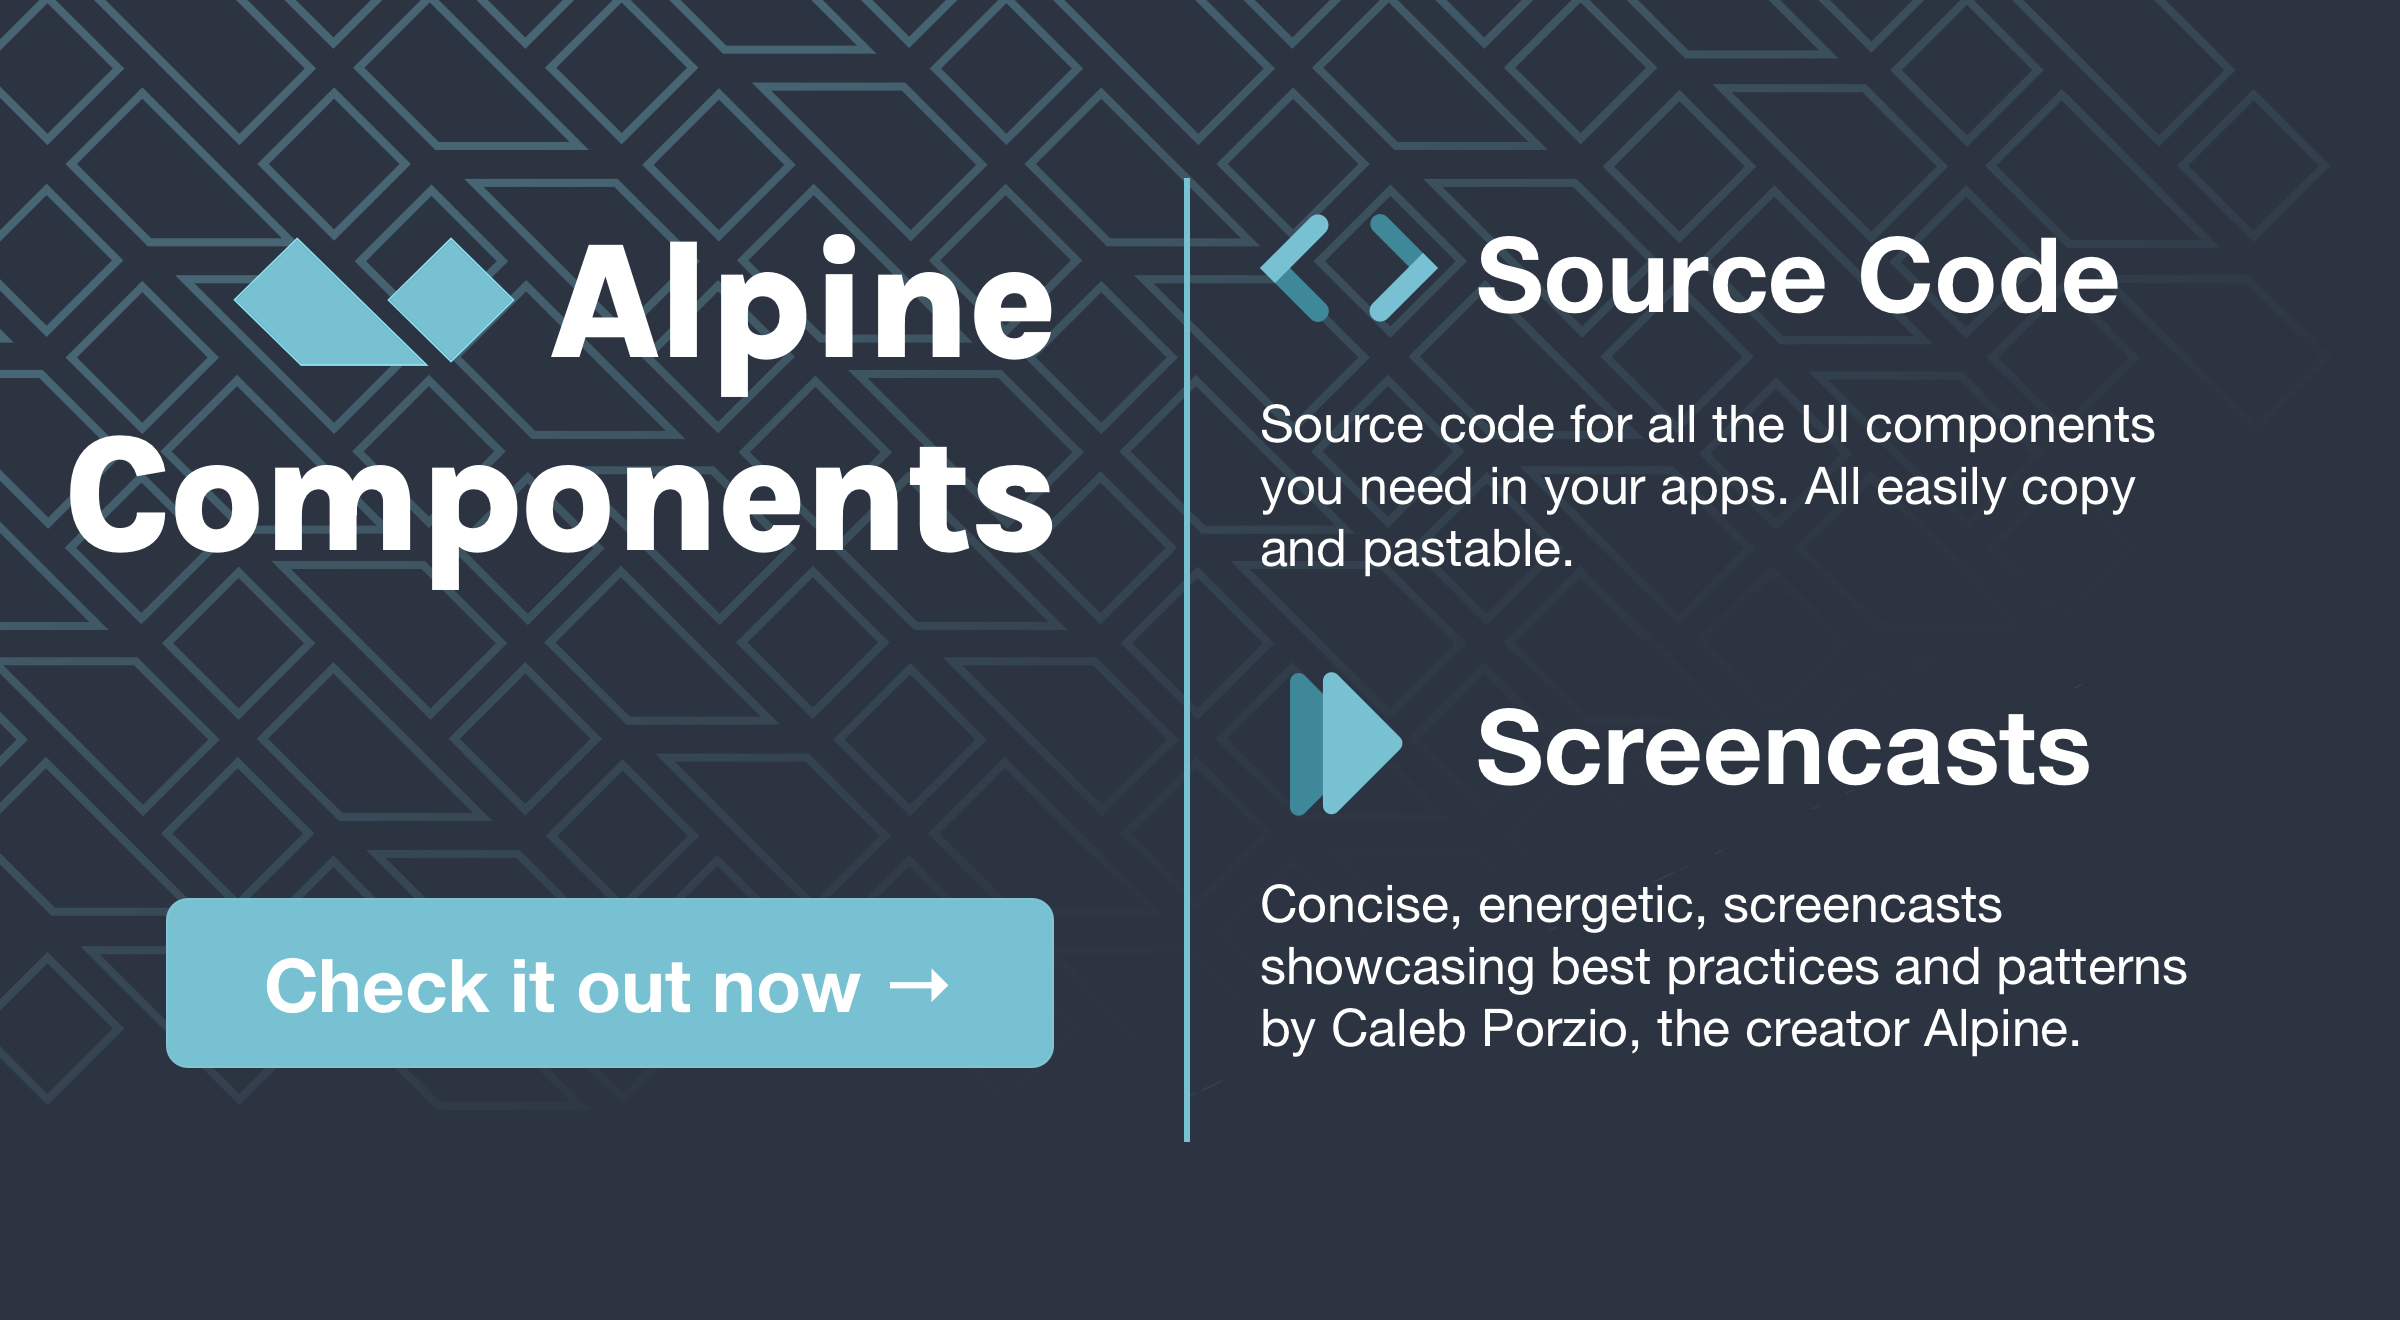 Alpine
Components
Check it out now →
Source Code
Source code for all the UI components
you need in your apps. All easily copy
and pastable.
Screencasts
Concise, energetic, screencasts
showcasing best practices and patterns
by Caleb Porzio, the creator Alpine.